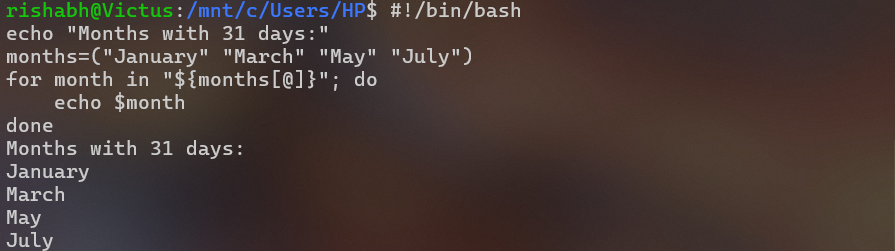 rishabh@Victus:/mnt/c/Users/HP$ #!/bin/bash
echo "Months with 31 days:"
months=("January" "March" "May" "July")
for month in "${months[@]}"; do
    echo $month
done
Months with 31 days:
January
March
May
July